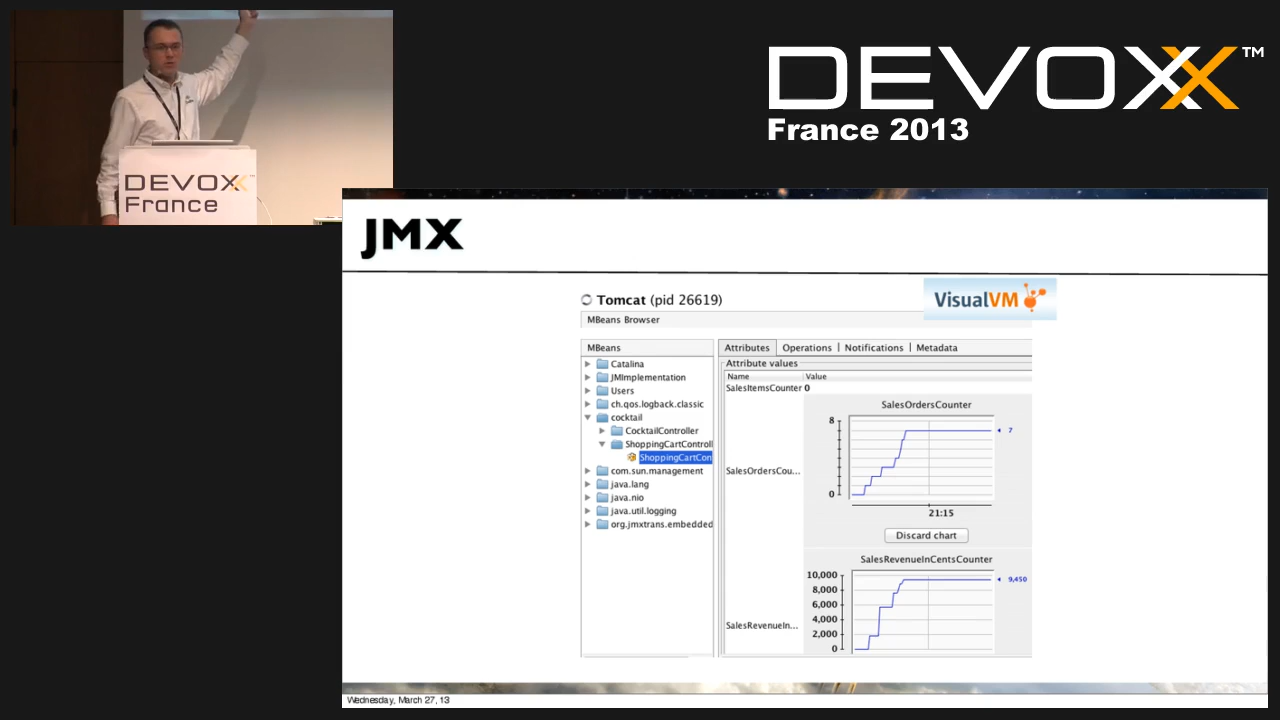 DEVOXX™
France 2013
DEVOXX™
France
JMX
Tomcat (pid 26619)
VisualVM
MBeans Browser
MBeans
Attributes
Operations
Notifications
Metadata
Attribute values
Name
Value
Catalina
JMImplementation
Users
ch.qos.logback.classic
cocktail
CocktailController
ShoppingCartControll
ShoppingCartCon
com.sun.management
java.lang
java.nio
java.util.logging
org.jmxtrans.embedded
SalesItemsCounter 0
SalesOrdersCou...
SalesOrdersCounter
8
0
7
21:15
Discard chart
SalesRevenueIn...
SalesRevenueInCentsCounter
10,000
8,000
6,000
4,000
2,000
0
9,450
Wednesday, March 27, 13